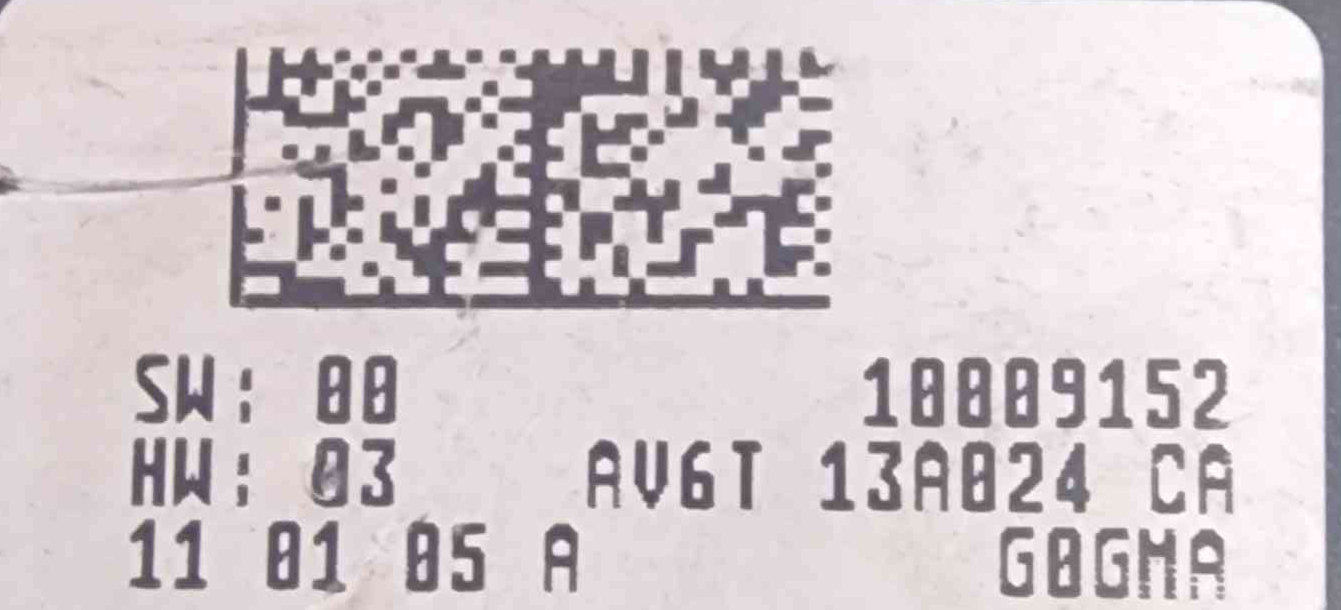 SW: 00 10009152
HW: 03 AV6T 13A024 CA
11 01 05 A G0GMA